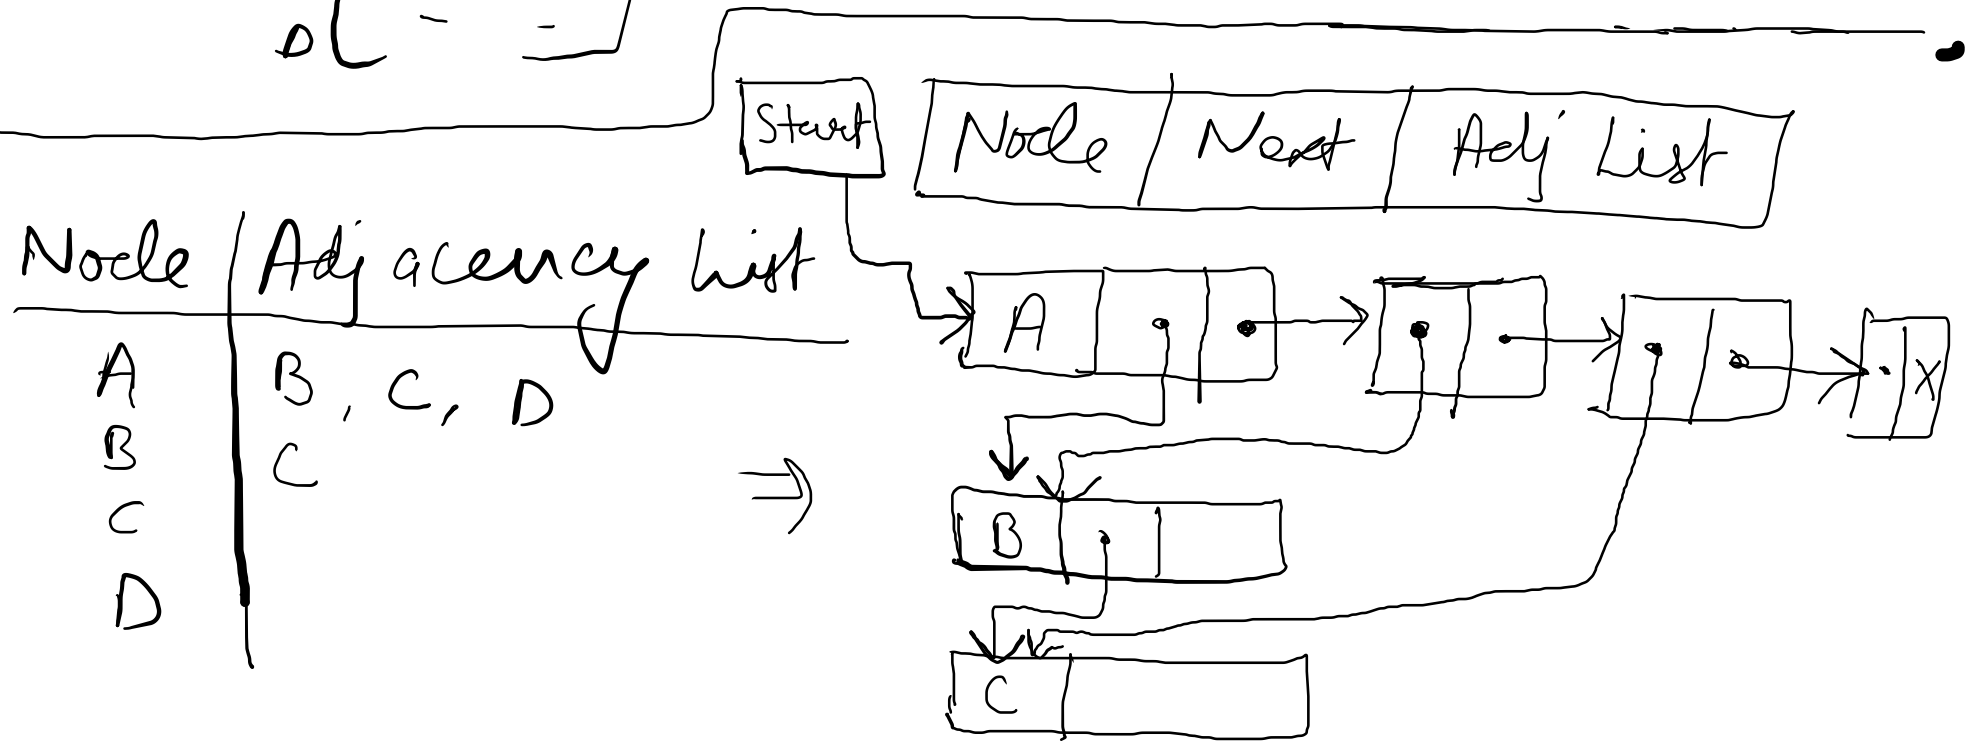 D [ - - ]
Start
Node Next Adj List
Node Adjacency List
A B, C, D
B C
C
D
⇒
A
X
B
C